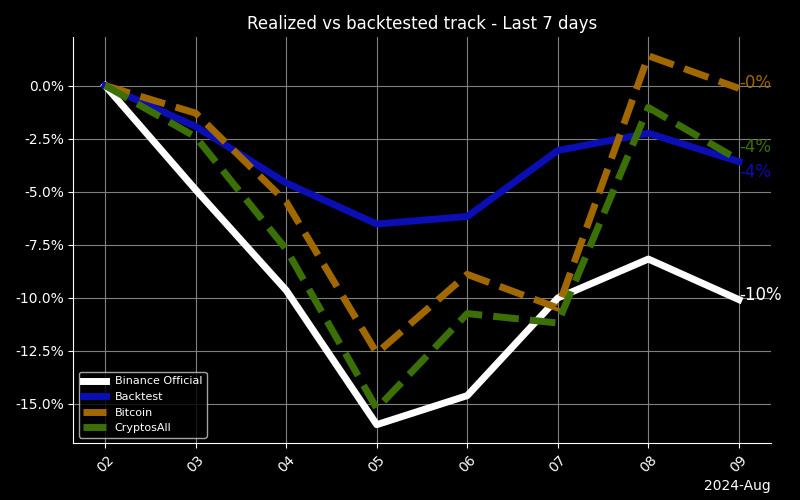 Realized vs backtested track - Last 7 days
0.0%
-2.5%
-5.0%
-7.5%
-10.0%
-12.5%
-15.0%
-0%
-4%
-4%
-10%
Binance Official
Backtest
Bitcoin
CryptosAll
02 03 04 05 06 07 08 09
2024-Aug